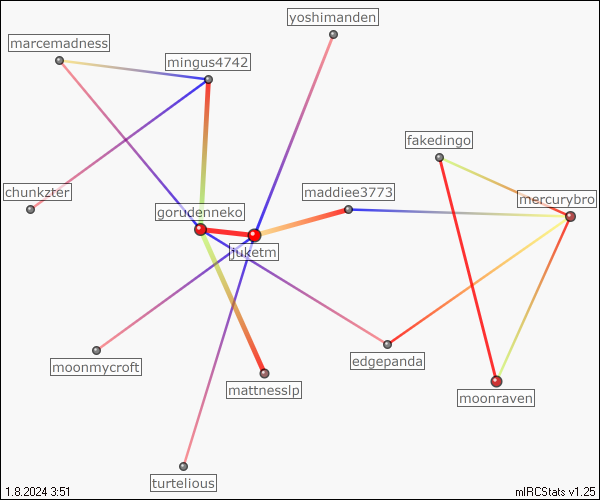 yoshimanden
marcemadness
mingus4742
fakedingo
chunkzter
maddiee3773
mercurybro
gorudenneko
juketm
edgepanda
moonmycroft
mattnesslp
moonraven
turtelious
1.8.2024 3:51
mIRCStats v1.25